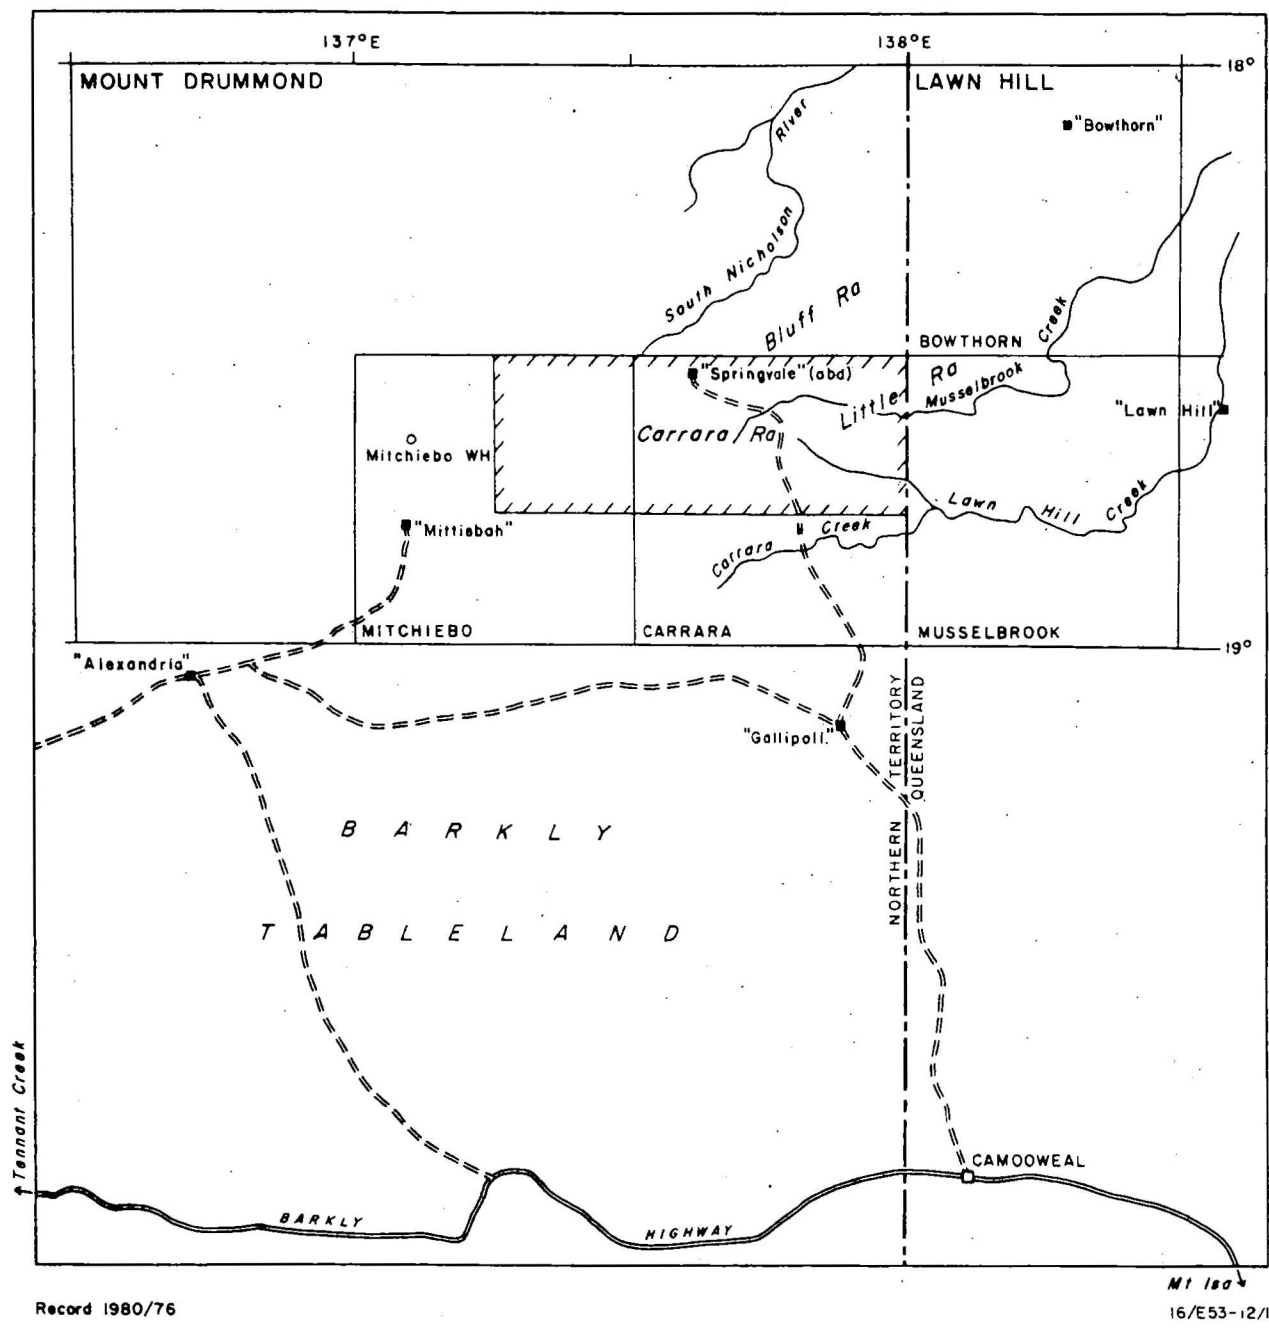 137°E 138°E
18°
MOUNT DRUMMOND LAWN HILL
"Bowthorn"
South Nicholson River
Bluff Ra
BOWTHORN
"Springvale" (abd)
Little Ra
Musselbrook Creek
"Lawn Hill"
Carrara Ra
Mitchiebo WH
Lawn Hill Creek
"Mittiebah"
Carrara Creek
MITCHIEBO CARRARA MUSSELBROOK
19°
"Alexandria"
"Gallipoli"
NORTHERN TERRITORY
QUEENSLAND
BARKLY
TABLELAND
Tennant Creek
CAMOOWEAL
BARKLY HIGHWAY
Mt Isa
Record 1980/76
16/E53-12/1